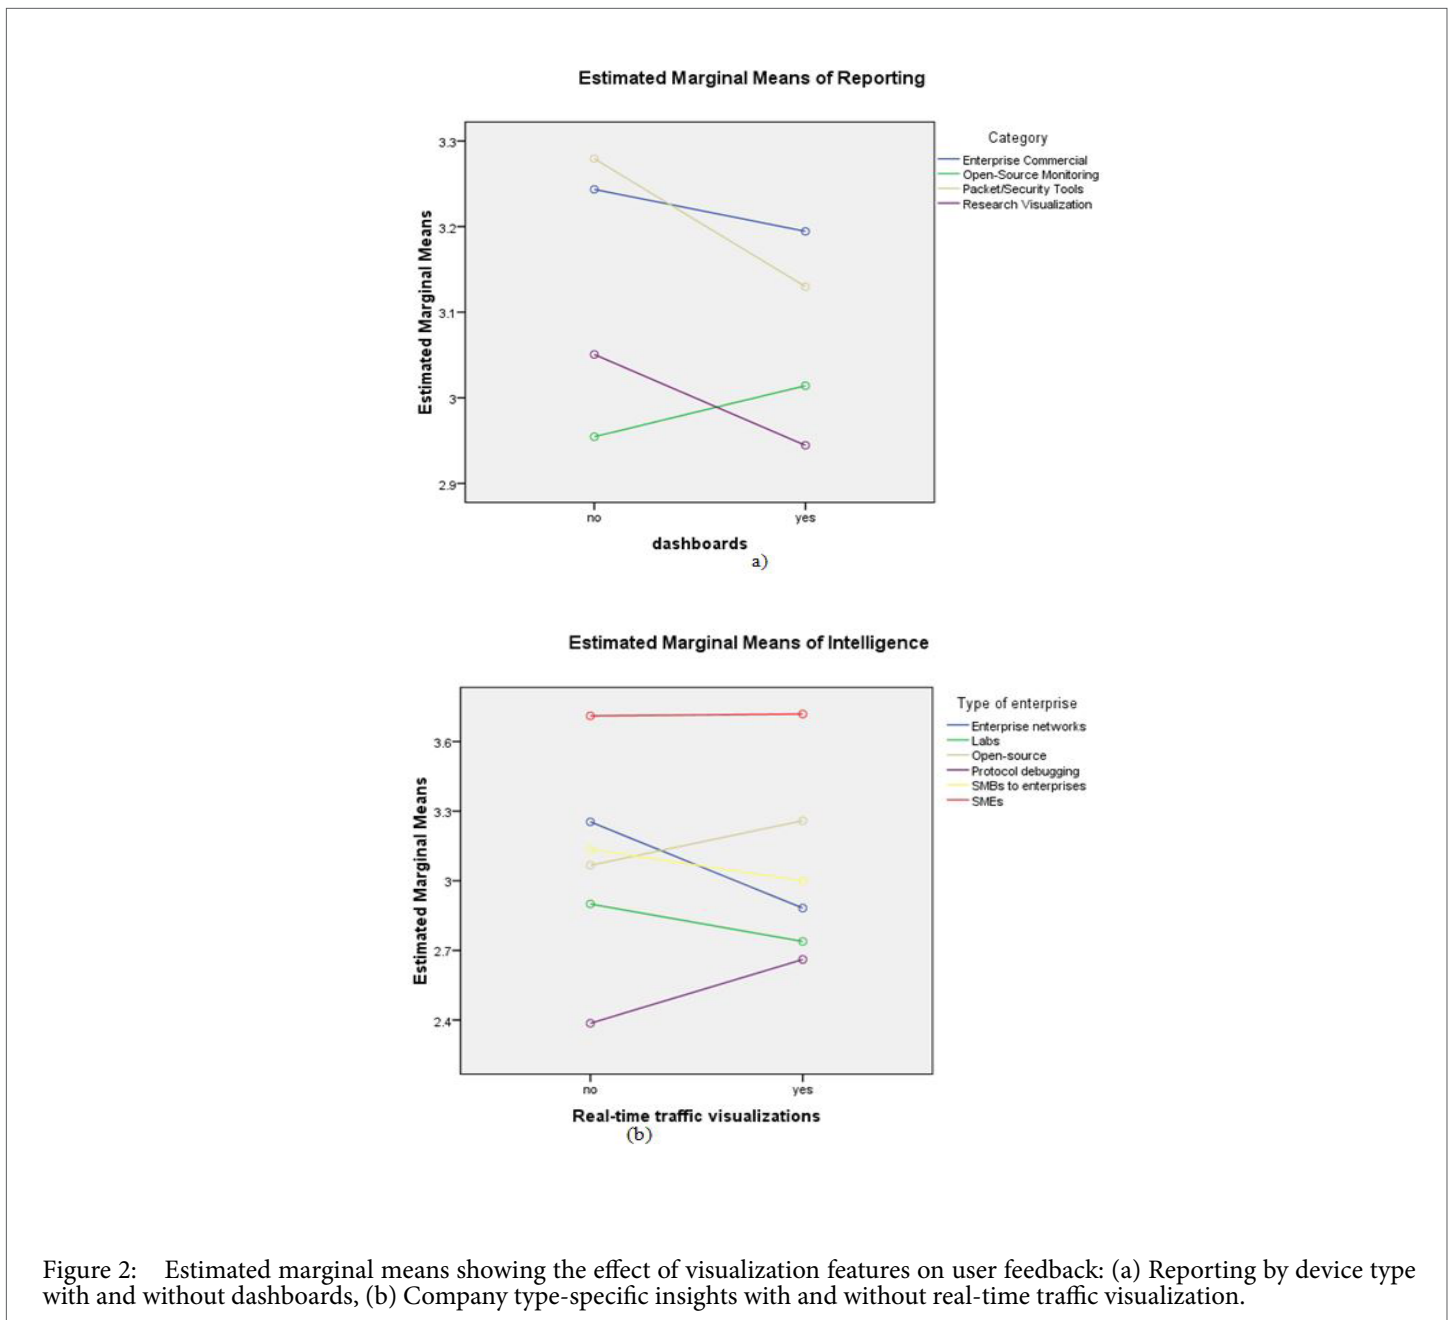 Estimated Marginal Means of Reporting
Estimated Marginal Means
3.3
3.2
3.1
3
2.9
no
yes
dashboards
a)
Category
Enterprise Commercial
Open-Source Monitoring
Packet/Security Tools
Research Visualization
Estimated Marginal Means of Intelligence
Estimated Marginal Means
3.6
3.3
3
2.7
2.4
no
yes
Real-time traffic visualizations
(b)
Type of enterprise
Enterprise networks
Labs
Open-source
Protocol debugging
SMBs to enterprises
SMEs
Figure 2: Estimated marginal means showing the effect of visualization features on user feedback: (a) Reporting by device type
with and without dashboards, (b) Company type-specific insights with and without real-time traffic visualization.